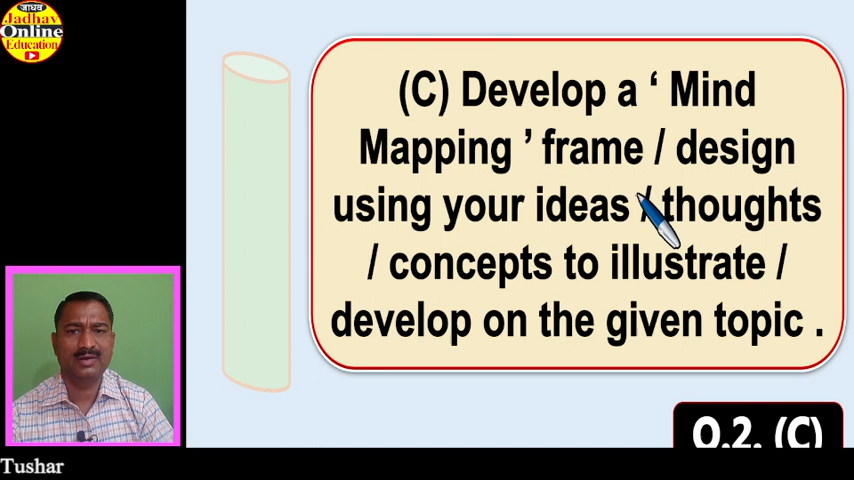 जाधव
Jadhav
Online
Education
(C) Develop a ‘ Mind
Mapping ’ frame / design
using your ideas / thoughts
/ concepts to illustrate /
develop on the given topic .
Q.2. (C)
Tushar